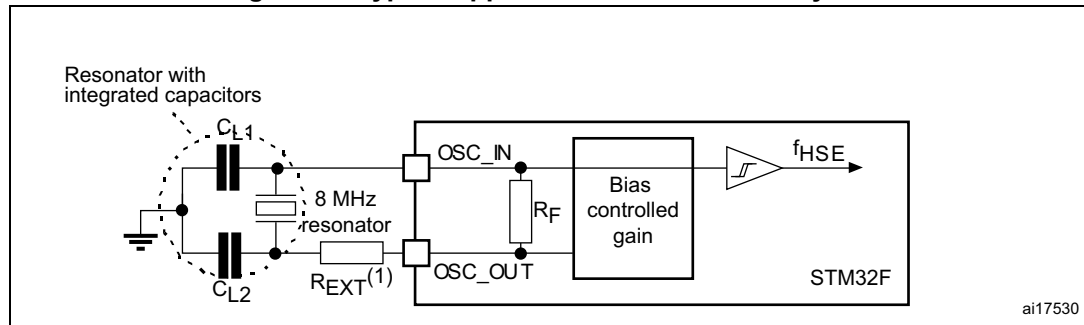 Resonator with
integrated capacitors
CL1
OSC_IN
fHSE
8 MHz
resonator
RF
Bias
controlled
gain
REXT(1)
OSC_OUT
STM32F
CL2
ai17530